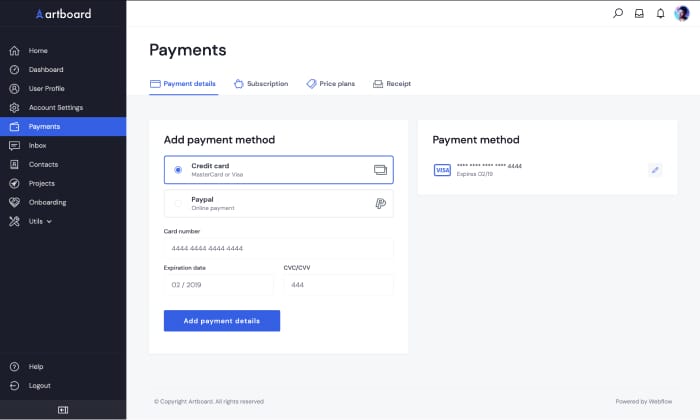 artboard
Home
Dashboard
User Profile
Account Settings
Payments
Inbox
Contacts
Projects
Onboarding
Utils
Help
Logout
Payments
Payment details
Subscription
Price plans
Receipt
Add payment method
Credit card
MasterCard or Visa
Paypal
Online payment
Card number
4444 4444 4444 4444
Expiration date
CVC/CVV
02 / 2019
444
Add payment details
Payment method
VISA
**** **** **** **** 4444
Expires 02/19
© Copyright Artboard. All rights reserved
Powered by Webflow